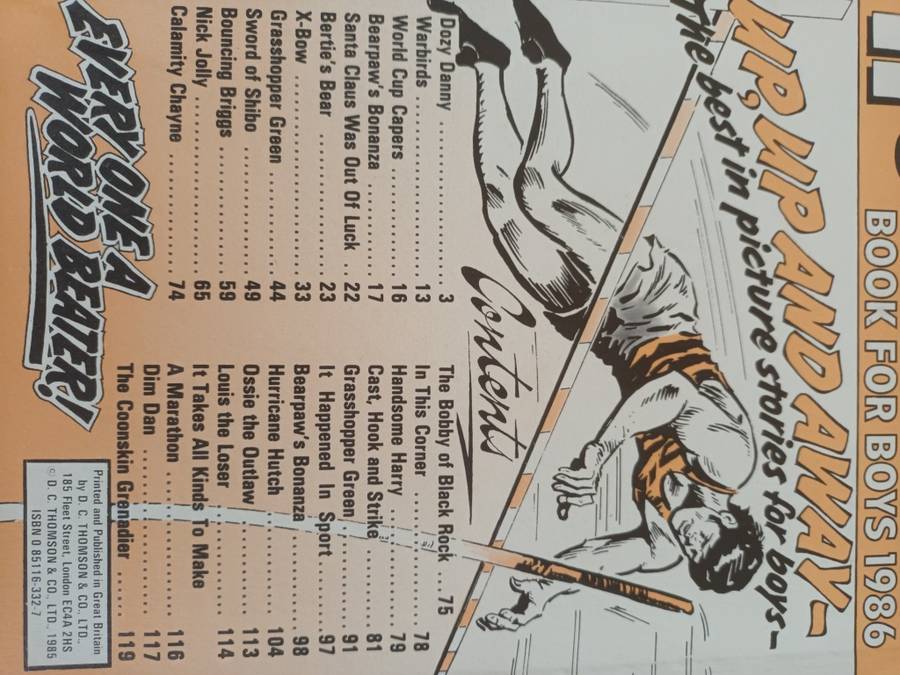 BOOK FOR BOYS 1986
UP, UP AND AWAY—
The best in picture stories for boys—
Contents
Dozy Danny .......... 3
Warbirds .......... 13
World Cup Capers .......... 16
Bearpaw's Bonanza .......... 17
Santa Claus Was Out Of Luck .. 22
Bertie's Bear .......... 23
X-Bow .......... 33
Grasshopper Green .......... 44
Sword of Shibo .......... 49
Bouncing Briggs .......... 59
Nick Jolly .......... 65
Calamity Chayne .......... 74
The Bobby of Black Rock ... 75
In This Corner .......... 78
Handsome Harry .......... 79
Cast, Hook and Strike .......... 81
Grasshopper Green .......... 91
It Happened In Sport .......... 97
Bearpaw's Bonanza .......... 98
Hurricane Hutch .......... 104
Ossie the Outlaw .......... 113
Louis the Loser .......... 114
It Takes All Kinds To Make
A Marathon .......... 116
Dim Dan .......... 117
The Coonskin Grenadier ..... 119
EVERY ONE A
WORLD BEATER!
Printed and Published in Great Britain
by D. C. THOMSON & CO., LTD.,
185 Fleet Street, London EC4A 2HS
© D. C. THOMSON & CO., LTD., 1985
ISBN 0 85116-332-7